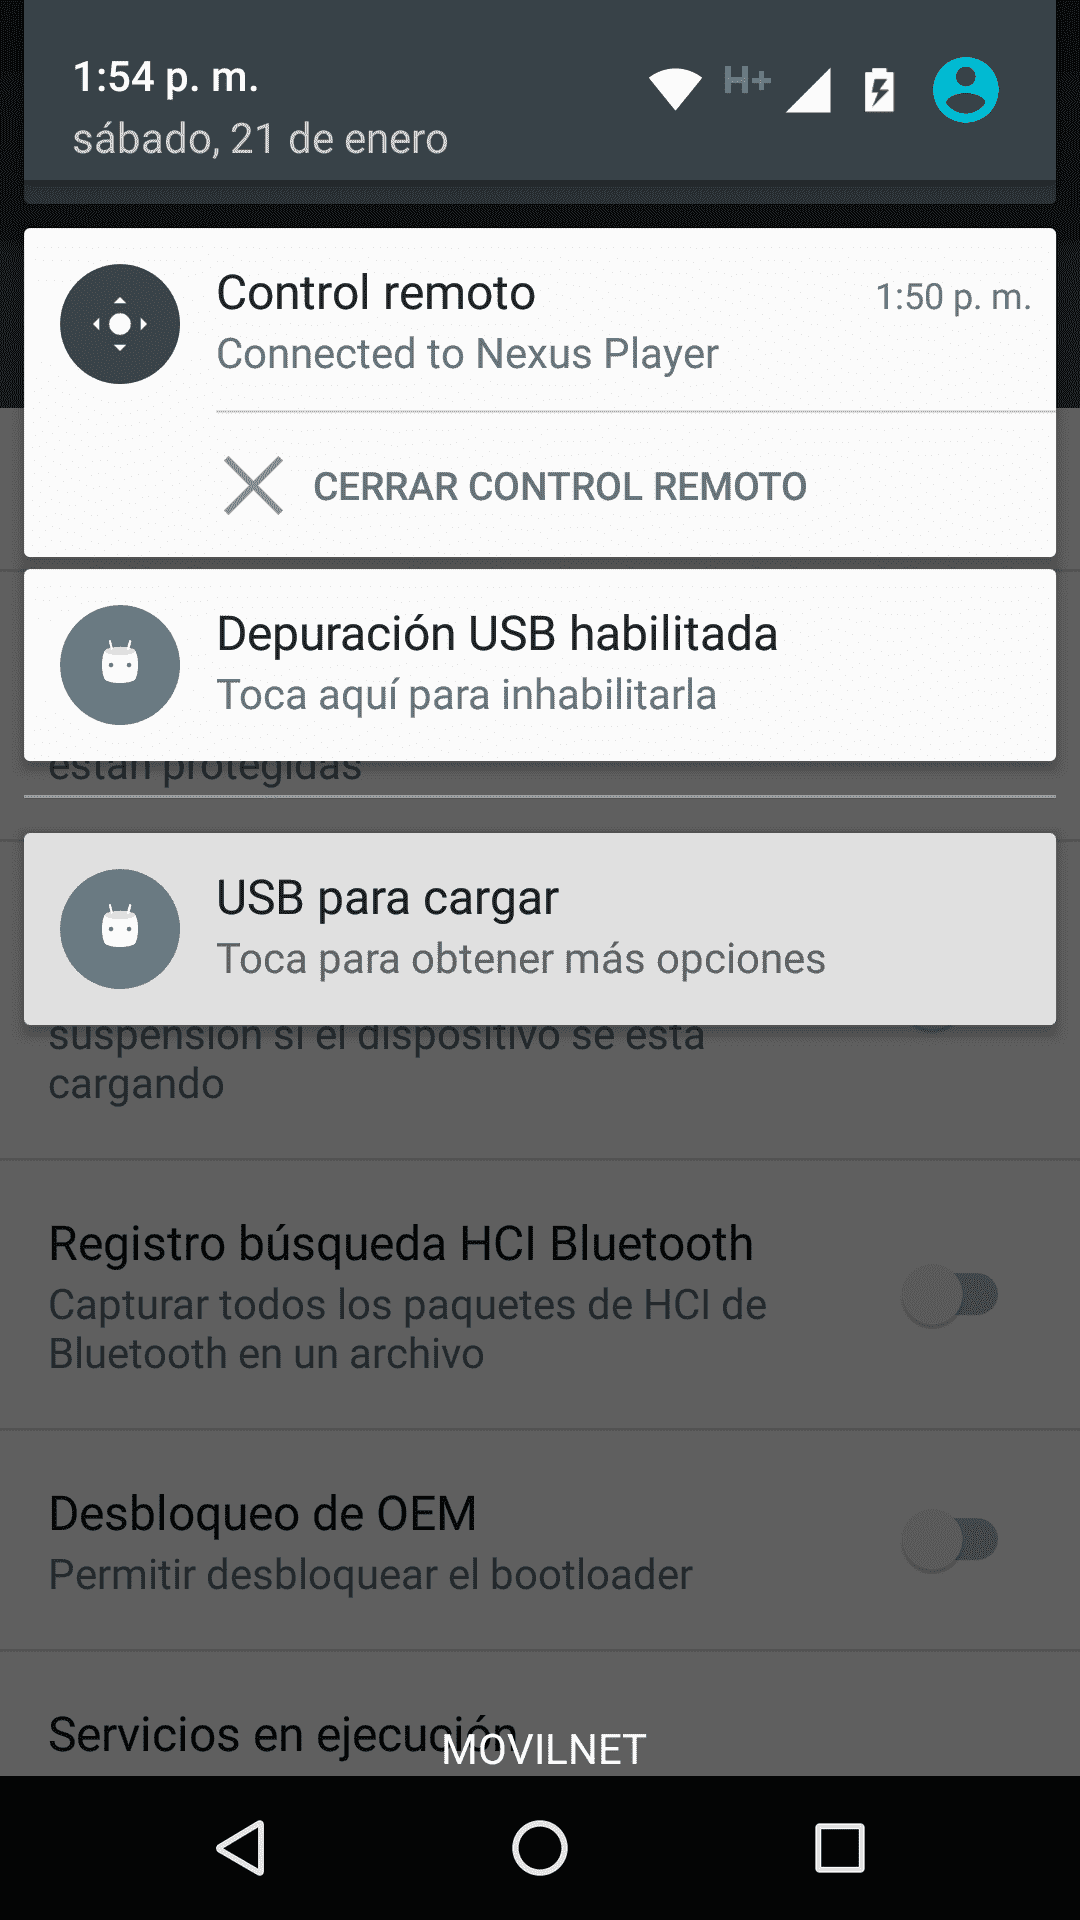 1:54 p. m.
H+
sábado, 21 de enero
Control remoto
1:50 p. m.
Connected to Nexus Player
CERRAR CONTROL REMOTO
Depuración USB habilitada
Toca aquí para inhabilitarla
están protegidas
USB para cargar
Toca para obtener más opciones
suspensión si el dispositivo se está
cargando
Registro búsqueda HCI Bluetooth
Capturar todos los paquetes de HCI de
Bluetooth en un archivo
Desbloqueo de OEM
Permitir desbloquear el bootloader
Servicios en ejecución
MOVILNET